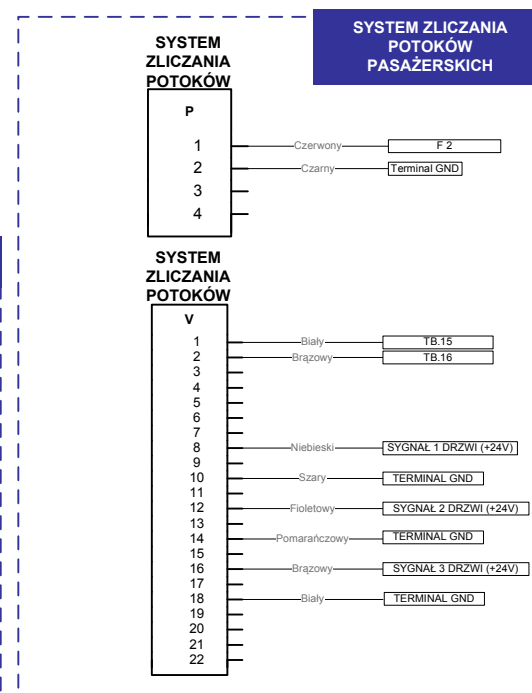 SYSTEM ZLICZANIA
POTOKÓW
PASAŻERSKICH
SYSTEM
ZLICZANIA
POTOKÓW
P
1 Czerwony F 2
2 Czarny Terminal GND
3
4
SYSTEM
ZLICZANIA
POTOKÓW
V
1 Biały TB.15
2 Brązowy TB.16
3
4
5
6
7
8 Niebieski SYGNAŁ 1 DRZWI (+24V)
9
10 Szary TERMINAL GND
11
12 Fioletowy SYGNAŁ 2 DRZWI (+24V)
13
14 Pomarańczowy TERMINAL GND
15
16 Brązowy SYGNAŁ 3 DRZWI (+24V)
17
18 Biały TERMINAL GND
19
20
21
22